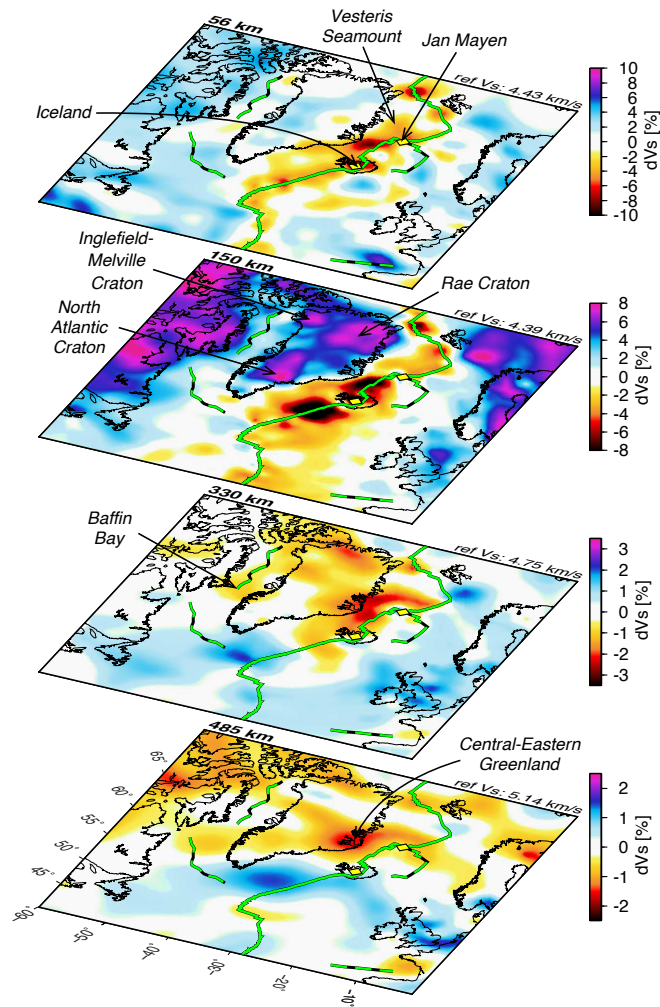 56 km
Vesteris
Seamount
Jan Mayen
Iceland
ref Vs: 4.43 km/s
10
8
6
4
2
0
-2
-4
-6
-8
-10
dVs [%]
Inglefield-
Melville
Craton
150 km
North
Atlantic
Craton
Rae Craton
ref Vs: 4.39 km/s
8
6
4
2
0
-2
-4
-6
-8
dVs [%]
330 km
Baffin
Bay
ref Vs: 4.75 km/s
3
2
1
0
-1
-2
-3
dVs [%]
485 km
Central-Eastern
Greenland
ref Vs: 5.14 km/s
2
1
0
-1
-2
dVs [%]
65°
60°
55°
50°
45°
-60°
-50°
-40°
-30°
-20°
-10°